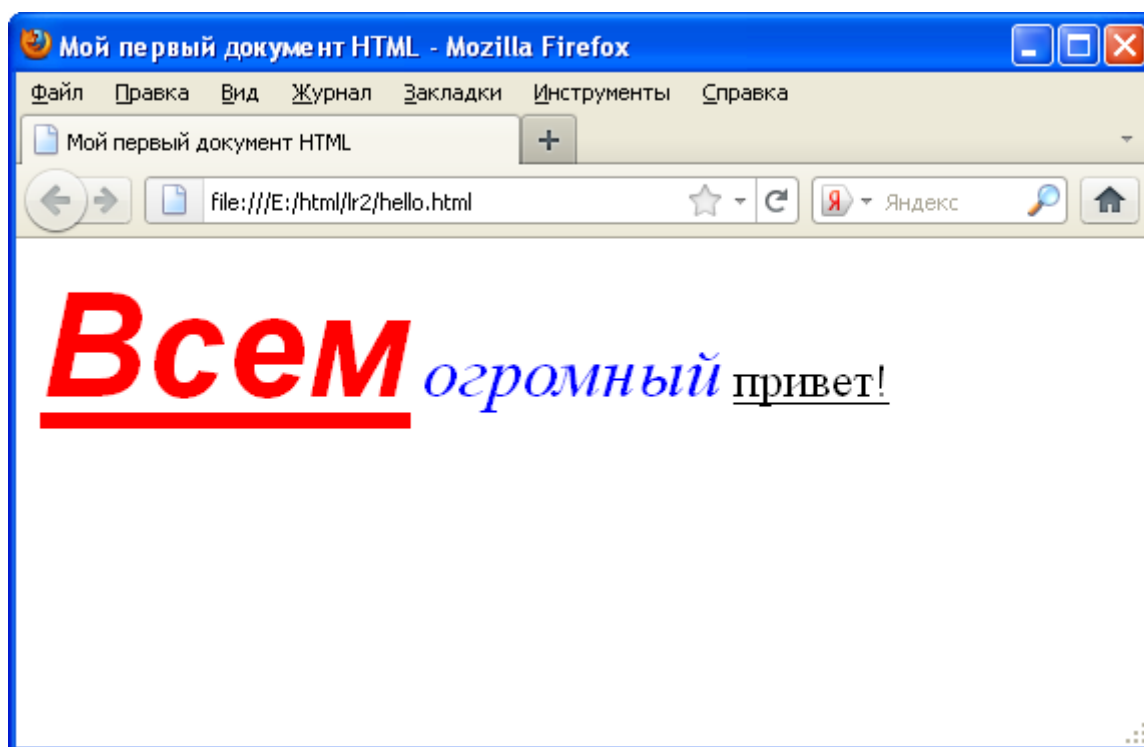 Мой первый документ HTML - Mozilla Firefox
Файл Правка Вид Журнал Закладки Инструменты Справка
Мой первый документ HTML
file:///E:/html/lr2/hello.html Я Яндекс
Всем огромный привет!